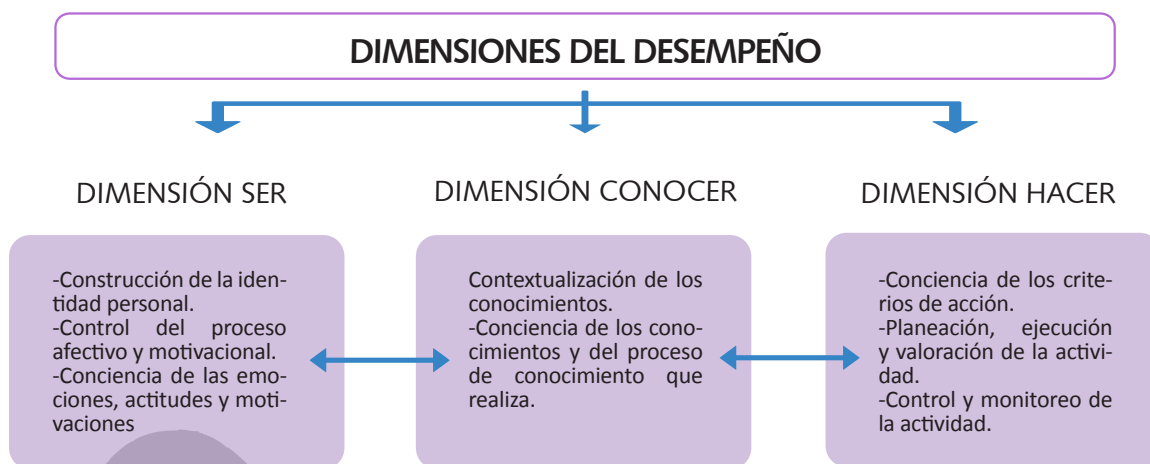 DIMENSIONES DEL DESEMPEÑO
DIMENSIÓN SER
-Construcción de la iden-
tidad personal.
-Control del proceso
afectivo y motivacional.
-Conciencia de las emo-
ciones, actitudes y moti-
vaciones
DIMENSIÓN CONOCER
Contextualización de los
conocimientos.
-Conciencia de los cono-
cimientos y del proceso
de conocimiento que
realiza.
DIMENSIÓN HACER
-Conciencia de los crite-
rios de acción.
-Planeación, ejecución
y valoración de la activi-
dad.
-Control y monitoreo de
la actividad.